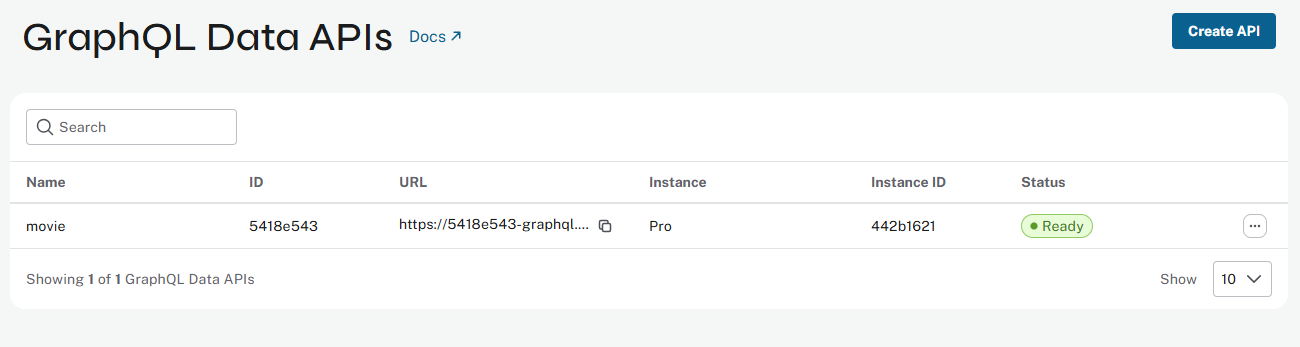 GraphQL Data APIs Docs ↗ Create API
Search
Name ID URL Instance Instance ID Status
movie 5418e543 https://5418e543-graphql.... Pro 442b1621 Ready ...
Showing 1 of 1 GraphQL Data APIs Show 10